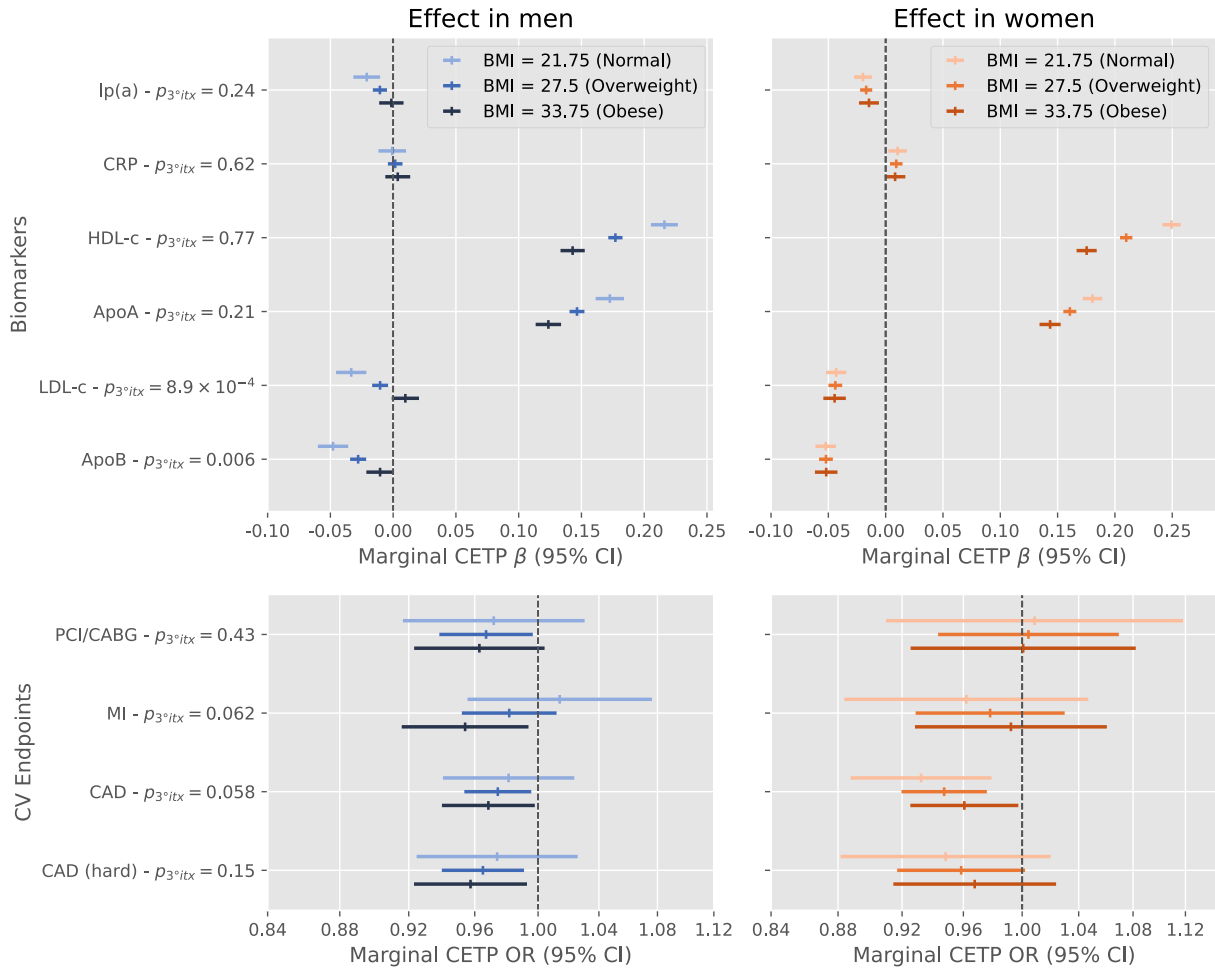 Effect in men
Effect in women
BMI = 21.75 (Normal)
BMI = 27.5 (Overweight)
BMI = 33.75 (Obese)
BMI = 21.75 (Normal)
BMI = 27.5 (Overweight)
BMI = 33.75 (Obese)
Biomarkers
lp(a) - p3°itx = 0.24
CRP - p3°itx = 0.62
HDL-c - p3°itx = 0.77
ApoA - p3°itx = 0.21
LDL-c - p3°itx = 8.9 × 10⁻⁴
ApoB - p3°itx = 0.006
-0.10 -0.05 0.00 0.05 0.10 0.15 0.20 0.25
Marginal CETP β (95% CI)
-0.10 -0.05 0.00 0.05 0.10 0.15 0.20 0.25
Marginal CETP β (95% CI)
CV Endpoints
PCI/CABG - p3°itx = 0.43
MI - p3°itx = 0.062
CAD - p3°itx = 0.058
CAD (hard) - p3°itx = 0.15
0.84 0.88 0.92 0.96 1.00 1.04 1.08 1.12
Marginal CETP OR (95% CI)
0.84 0.88 0.92 0.96 1.00 1.04 1.08 1.12
Marginal CETP OR (95% CI)